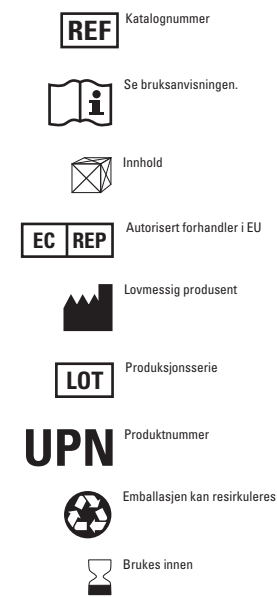 REF Katalognummer
Se bruksanvisningen.
Innhold
EC REP Autorisert forhandler i EU
Lovmessig produsent
LOT Produksjonsserie
UPN Produktnummer
Emballasjen kan resirkuleres
Brukes innen